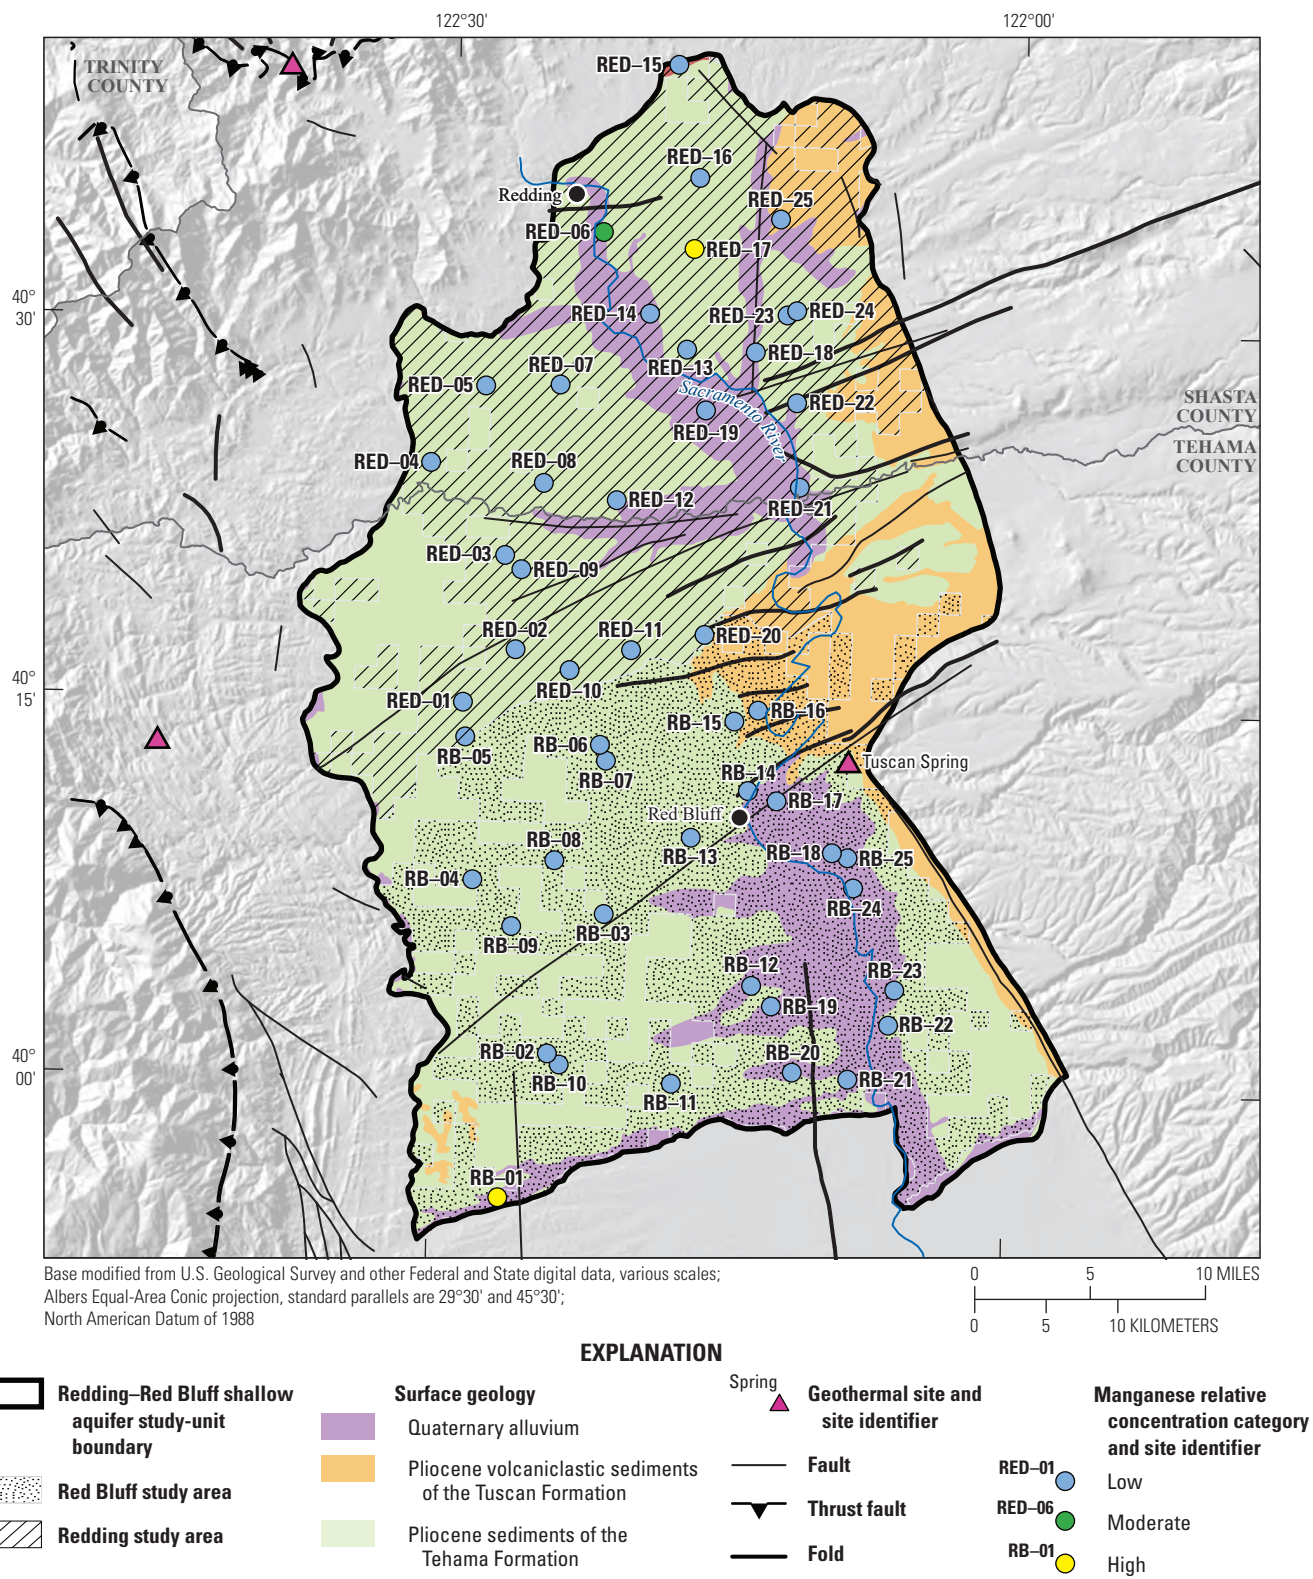 122°30'
122°00'
TRINITY
COUNTY
RED–15
RED–16
Redding
RED–25
RED–06
RED–17
40°
30'
RED–14
RED–23
RED–24
RED–13
RED–18
RED–07
RED–05
Sacramento River
RED–22
SHASTA
COUNTY
RED–19
TEHAMA
COUNTY
RED–04
RED–08
RED–12
RED–21
RED–03
RED–09
RED–02
RED–11
RED–20
40°
15'
RED–10
RED–01
RB–16
RB–15
RB–05
RB–06
RB–07
Tuscan Spring
RB–14
RB–17
Red Bluff
RB–08
RB–13
RB–18
RB–25
RB–04
RB–24
RB–09
RB–03
RB–12
RB–23
RB–19
RB–22
RB–02
RB–20
40°
00'
RB–10
RB–11
RB–21
RB–01
Base modified from U.S. Geological Survey and other Federal and State digital data, various scales;
Albers Equal-Area Conic projection, standard parallels are 29°30' and 45°30';
North American Datum of 1988
0 5 10 MILES
0 5 10 KILOMETERS
EXPLANATION
Redding–Red Bluff shallow
aquifer study-unit
boundary
Red Bluff study area
Redding study area
Surface geology
Quaternary alluvium
Pliocene volcaniclastic sediments
of the Tuscan Formation
Pliocene sediments of the
Tehama Formation
Spring
Geothermal site and
site identifier
Fault
Thrust fault
Fold
Manganese relative
concentration category
and site identifier
RED–01
Low
RED–06
Moderate
RB–01
High